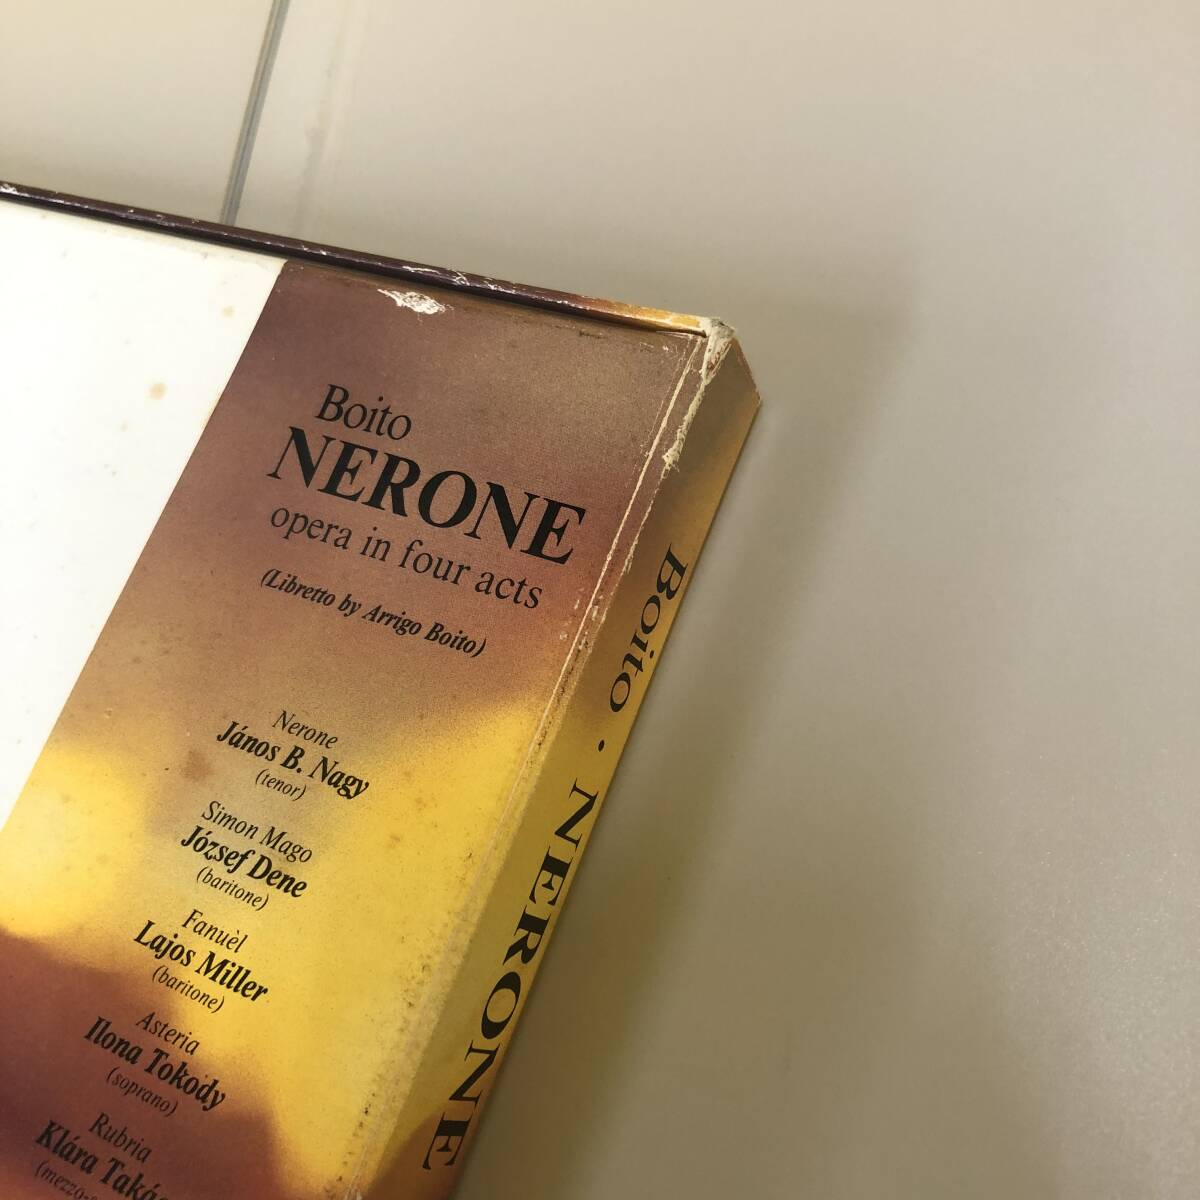 Boito
NERONE
opera in four acts
(Libretto by Arrigo Boito)
Nerone
János B. Nagy
(tenor)
Simon Mago
József Dene
(baritone)
Fanuèl
Lajos Miller
(baritone)
Asteria
Ilona Tokody
(soprano)
Rubria
Klára
Boito · NERONE